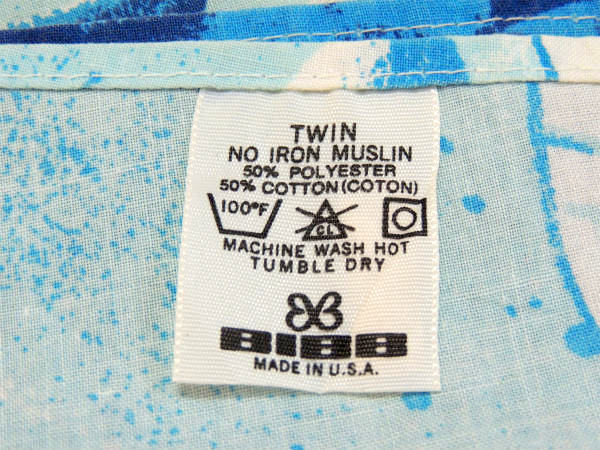 TWIN
NO IRON MUSLIN
50% POLYESTER
50% COTTON (COTON)
100°F CL
MACHINE WASH HOT
TUMBLE DRY
BIBB
MADE IN U.S.A.